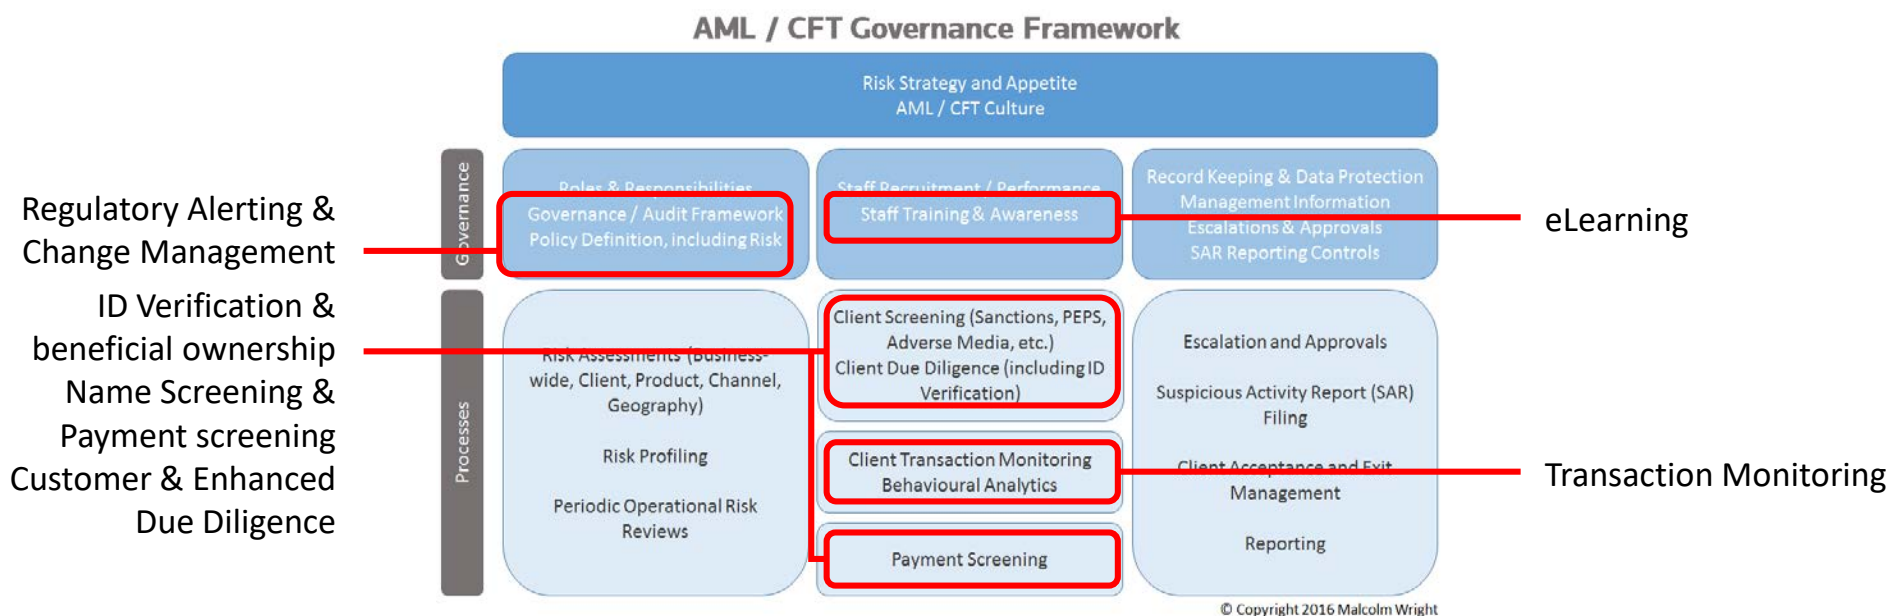 AML / CFT Governance Framework
Risk Strategy and Appetite
AML / CFT Culture
Governance
Roles & Responsibilities
Governance / Audit Framework
Policy Definition, including Risk
Staff Recruitment / Performance
Staff Training & Awareness
Record Keeping & Data Protection
Management Information
Escalations & Approvals
SAR Reporting Controls
Regulatory Alerting &
Change Management
eLearning
ID Verification &
beneficial ownership
Name Screening &
Payment screening
Customer & Enhanced
Due Diligence
Processes
Risk Assessments (Business-
wide, Client, Product, Channel,
Geography)
Risk Profiling
Periodic Operational Risk
Reviews
Client Screening (Sanctions, PEPS,
Adverse Media, etc.)
Client Due Diligence (including ID
Verification)
Client Transaction Monitoring
Behavioural Analytics
Payment Screening
Escalation and Approvals
Suspicious Activity Report (SAR)
Filing
Client Acceptance and Exit
Management
Reporting
Transaction Monitoring
© Copyright 2016 Malcolm Wright